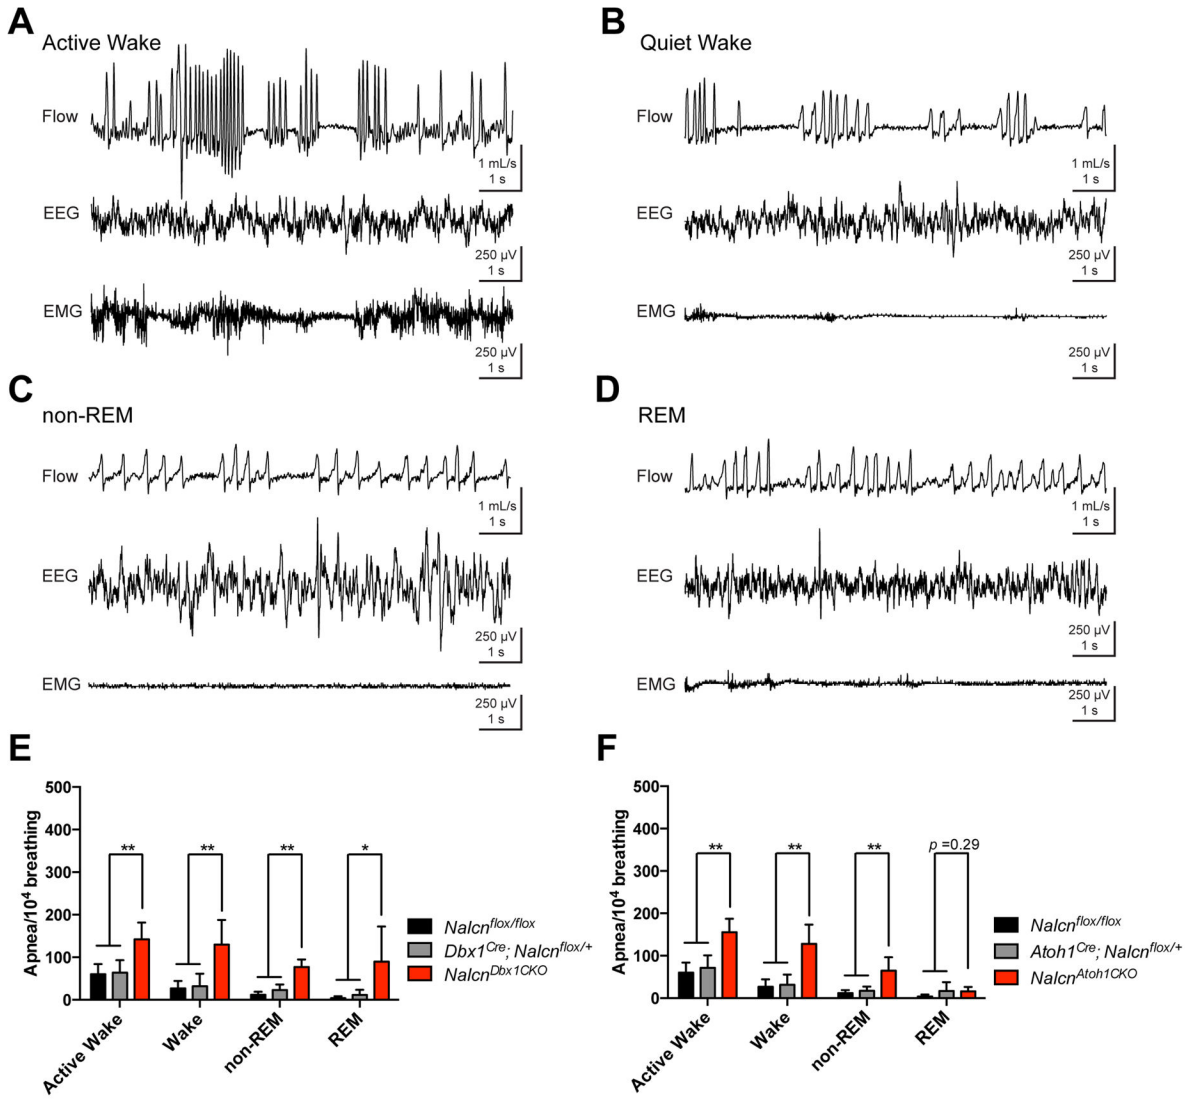 A
Active Wake
Flow
1 mL/s
1 s
EEG
250 µV
1 s
EMG
250 µV
1 s
B
Quiet Wake
Flow
1 mL/s
1 s
EEG
250 µV
1 s
EMG
250 µV
1 s
C
non-REM
Flow
1 mL/s
1 s
EEG
250 µV
1 s
EMG
250 µV
1 s
D
REM
Flow
1 mL/s
1 s
EEG
250 µV
1 s
EMG
250 µV
1 s
E
Apnea/10⁴ breathing
500
400
300
200
100
0
**
**
**
*
Active Wake
Wake
non-REM
REM
Nalcn^flox/flox
Dbx1^Cre; Nalcn^flox/+
Nalcn^Dbx1CKO
F
Apnea/10⁴ breathing
500
400
300
200
100
0
**
**
**
p =0.29
Active Wake
Wake
non-REM
REM
Nalcn^flox/flox
Atoh1^Cre; Nalcn^flox/+
Nalcn^Atoh1CKO